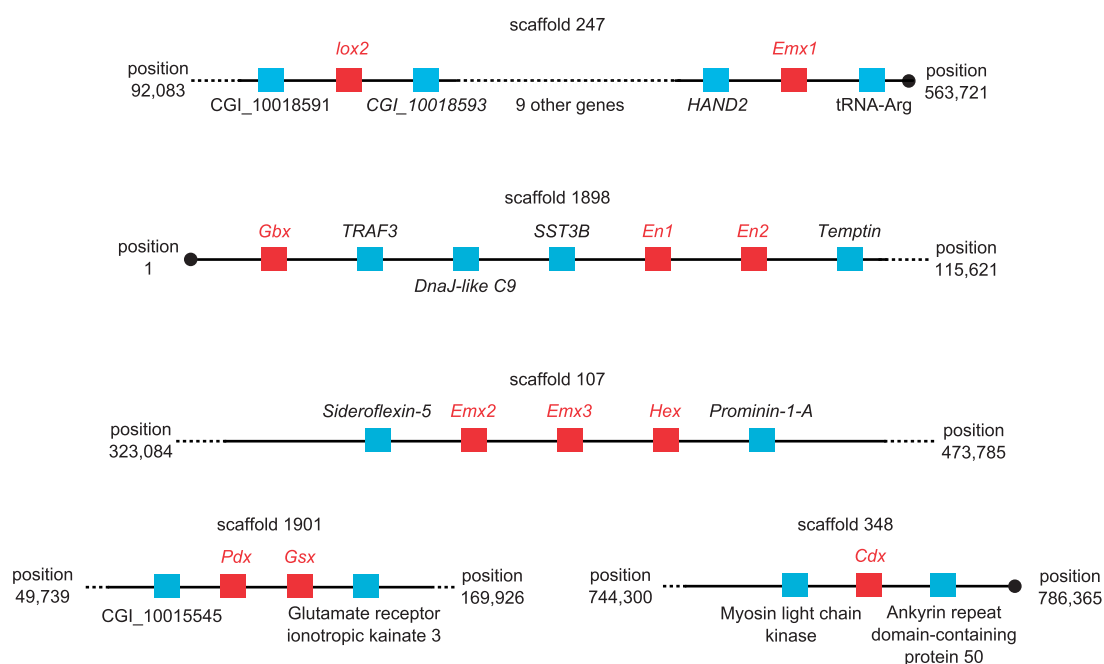 scaffold 247
lox2
Emx1
position
92,083
position
563,721
CGI_10018591
CGI_10018593
9 other genes
HAND2
tRNA-Arg
scaffold 1898
position
1
Gbx
TRAF3
SST3B
En1
En2
Temptin
position
115,621
DnaJ-like C9
scaffold 107
Sideroflexin-5
Emx2
Emx3
Hex
Prominin-1-A
position
323,084
position
473,785
scaffold 1901
Pdx
Gsx
position
49,739
position
169,926
CGI_10015545
Glutamate receptor
ionotropic kainate 3
scaffold 348
Cdx
position
744,300
position
786,365
Myosin light chain
kinase
Ankyrin repeat
domain-containing
protein 50